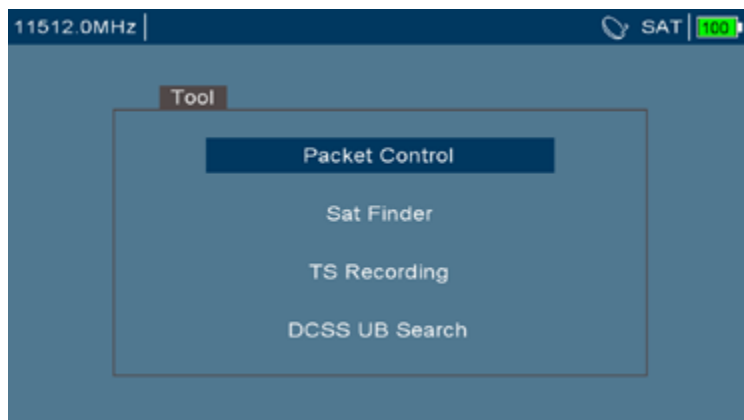 11512.0MHz SAT 100
Tool
Packet Control
Sat Finder
TS Recording
DCSS UB Search